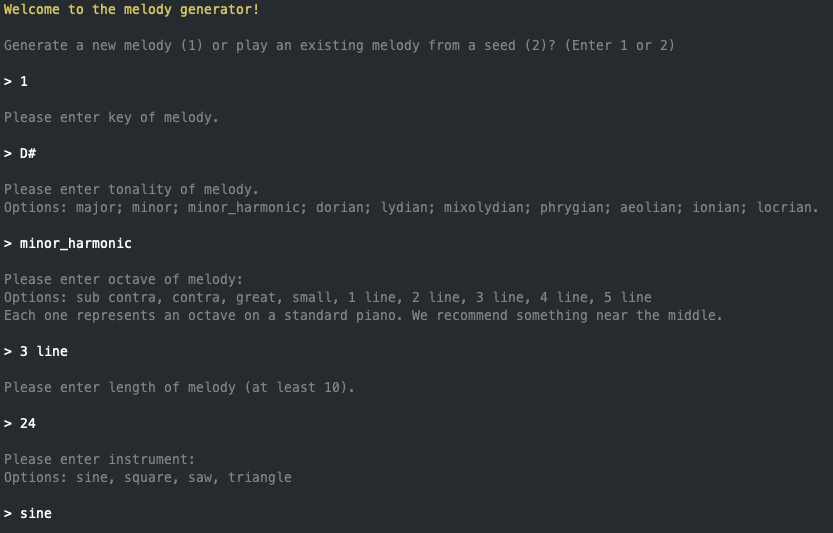 Welcome to the melody generator!
Generate a new melody (1) or play an existing melody from a seed (2)? (Enter 1 or 2)
> 1
Please enter key of melody.
> D#
Please enter tonality of melody.
Options: major; minor; minor_harmonic; dorian; lydian; mixolydian; phrygian; aeolian; ionian; locrian.
> minor_harmonic
Please enter octave of melody:
Options: sub contra, contra, great, small, 1 line, 2 line, 3 line, 4 line, 5 line
Each one represents an octave on a standard piano. We recommend something near the middle.
> 3 line
Please enter length of melody (at least 10).
> 24
Please enter instrument:
Options: sine, square, saw, triangle
> sine